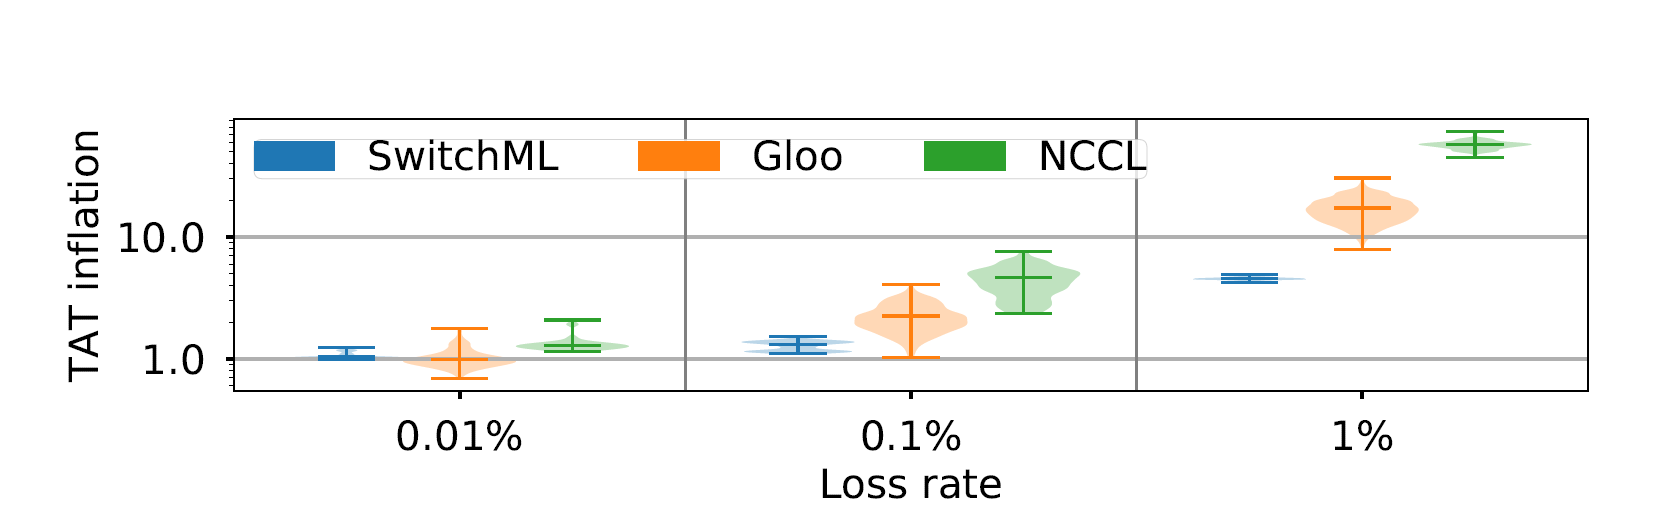 SwitchML Gloo NCCL
TAT inflation
10.0
1.0
0.01% 0.1% 1%
Loss rate